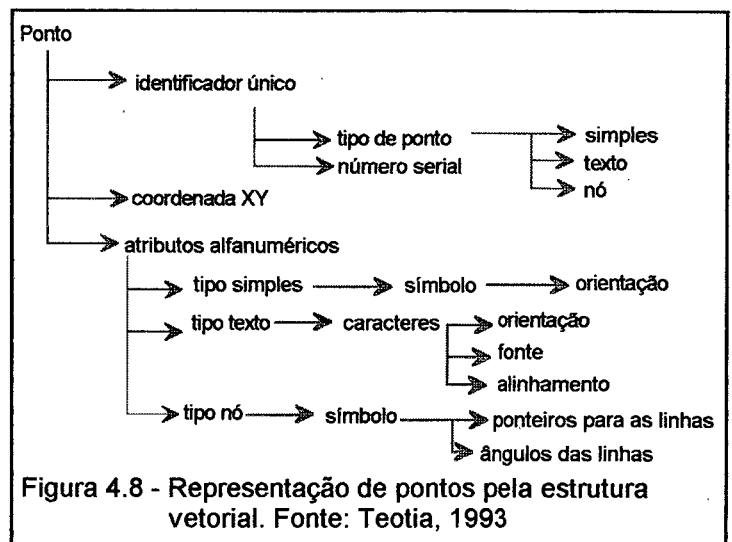 Ponto
identificador único
tipo de ponto simples
número serial texto
nó
coordenada XY
atributos alfanuméricos
tipo simples símbolo orientação
tipo texto caracteres orientação
fonte
alinhamento
tipo nó símbolo ponteiros para as linhas
ângulos das linhas
Figura 4.8 - Representação de pontos pela estrutura
vetorial. Fonte: Teotia, 1993